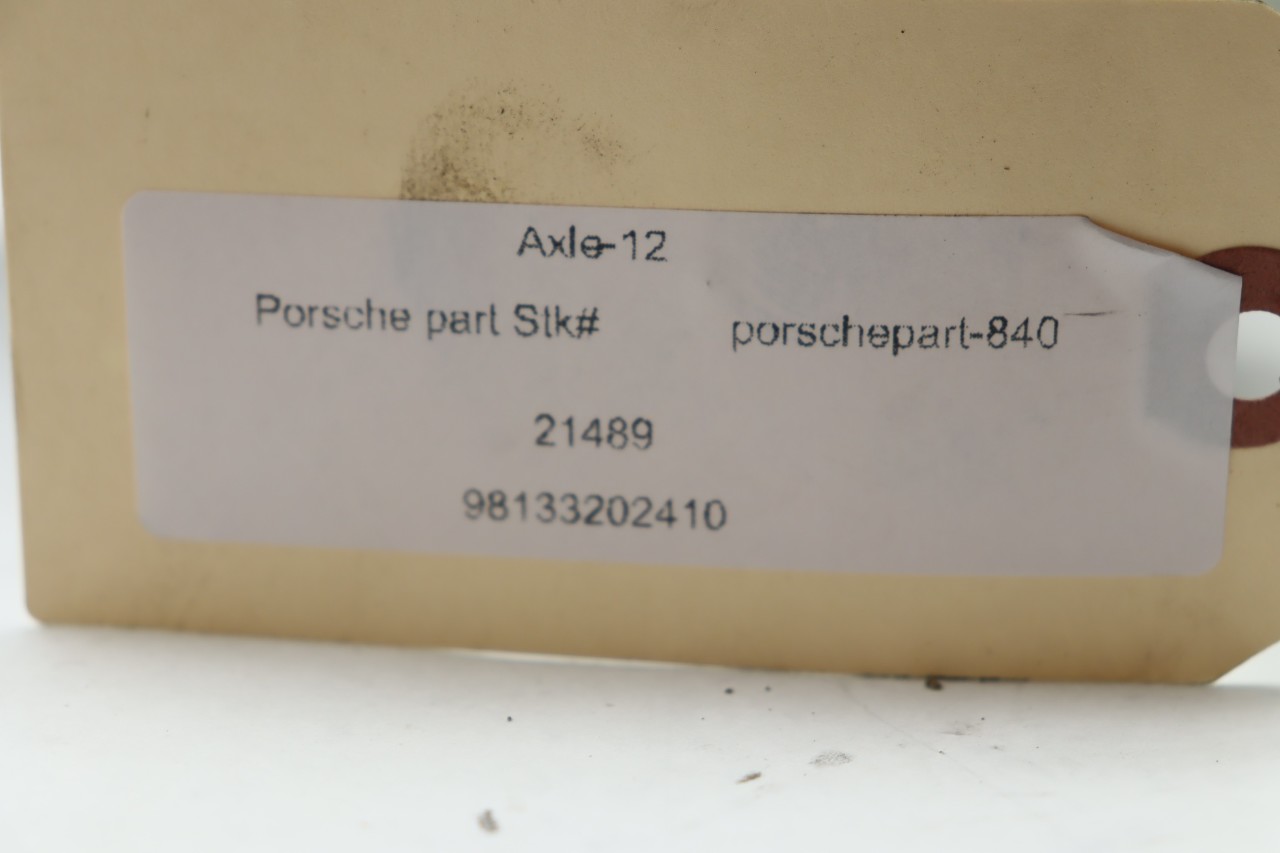 Axle-12
Porsche part Stk# porschepart-840
21489
98133202410